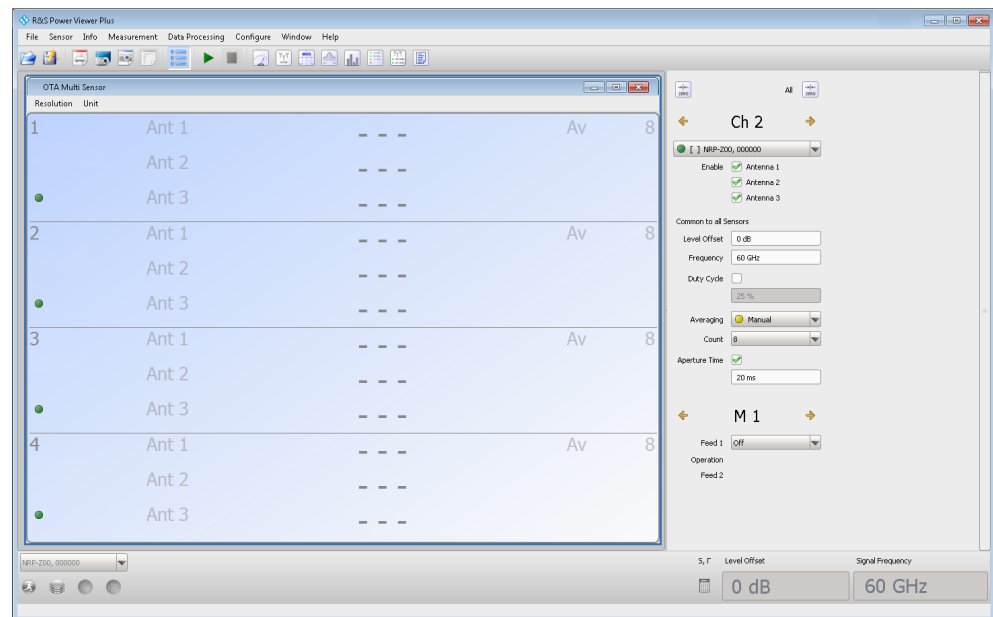 R&S Power Viewer Plus
File Sensor Info Measurement Data Processing Configure Window Help
OTA Multi Sensor
Resolution Unit
1 Ant 1 _ _ _ Av 8
Ant 2 _ _ _
Ant 3 _ _ _
2 Ant 1 _ _ _ Av 8
Ant 2 _ _ _
Ant 3 _ _ _
3 Ant 1 _ _ _ Av 8
Ant 2 _ _ _
Ant 3 _ _ _
4 Ant 1 _ _ _ Av 8
Ant 2 _ _ _
Ant 3 _ _ _
ZERO All ZERO
Ch 2
[ ] NRP-Z00, 000000
Enable Antenna 1
Antenna 2
Antenna 3
Common to all Sensors
Level Offset 0 dB
Frequency 60 GHz
Duty Cycle
25 %
Averaging Manual
Count 8
Aperture Time
20 ms
M 1
Feed 1 Off
Operation
Feed 2
NRP-Z00, 000000
S, Γ Level Offset Signal Frequency
0 dB 60 GHz